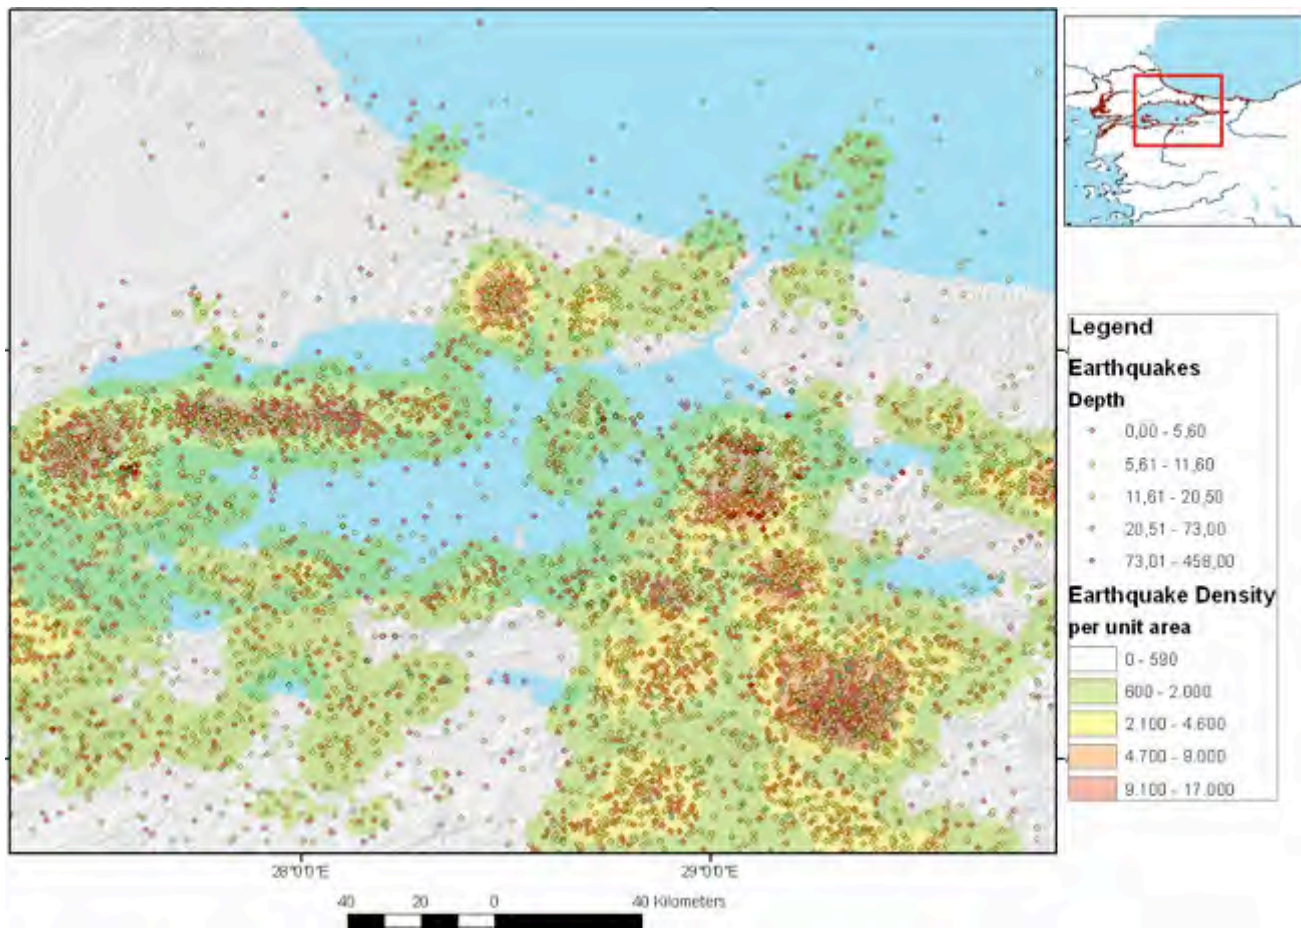 Legend
Earthquakes
Depth
0,00 - 5,60
5,61 - 11,60
11,61 - 20,50
20,51 - 73,00
73,01 - 458,00
Earthquake Density
per unit area
0 - 590
600 - 2.000
2.100 - 4.600
4.700 - 9.000
9.100 - 17.000
28°0'0"E
29°0'0"E
40 20 0 40 Kilometers